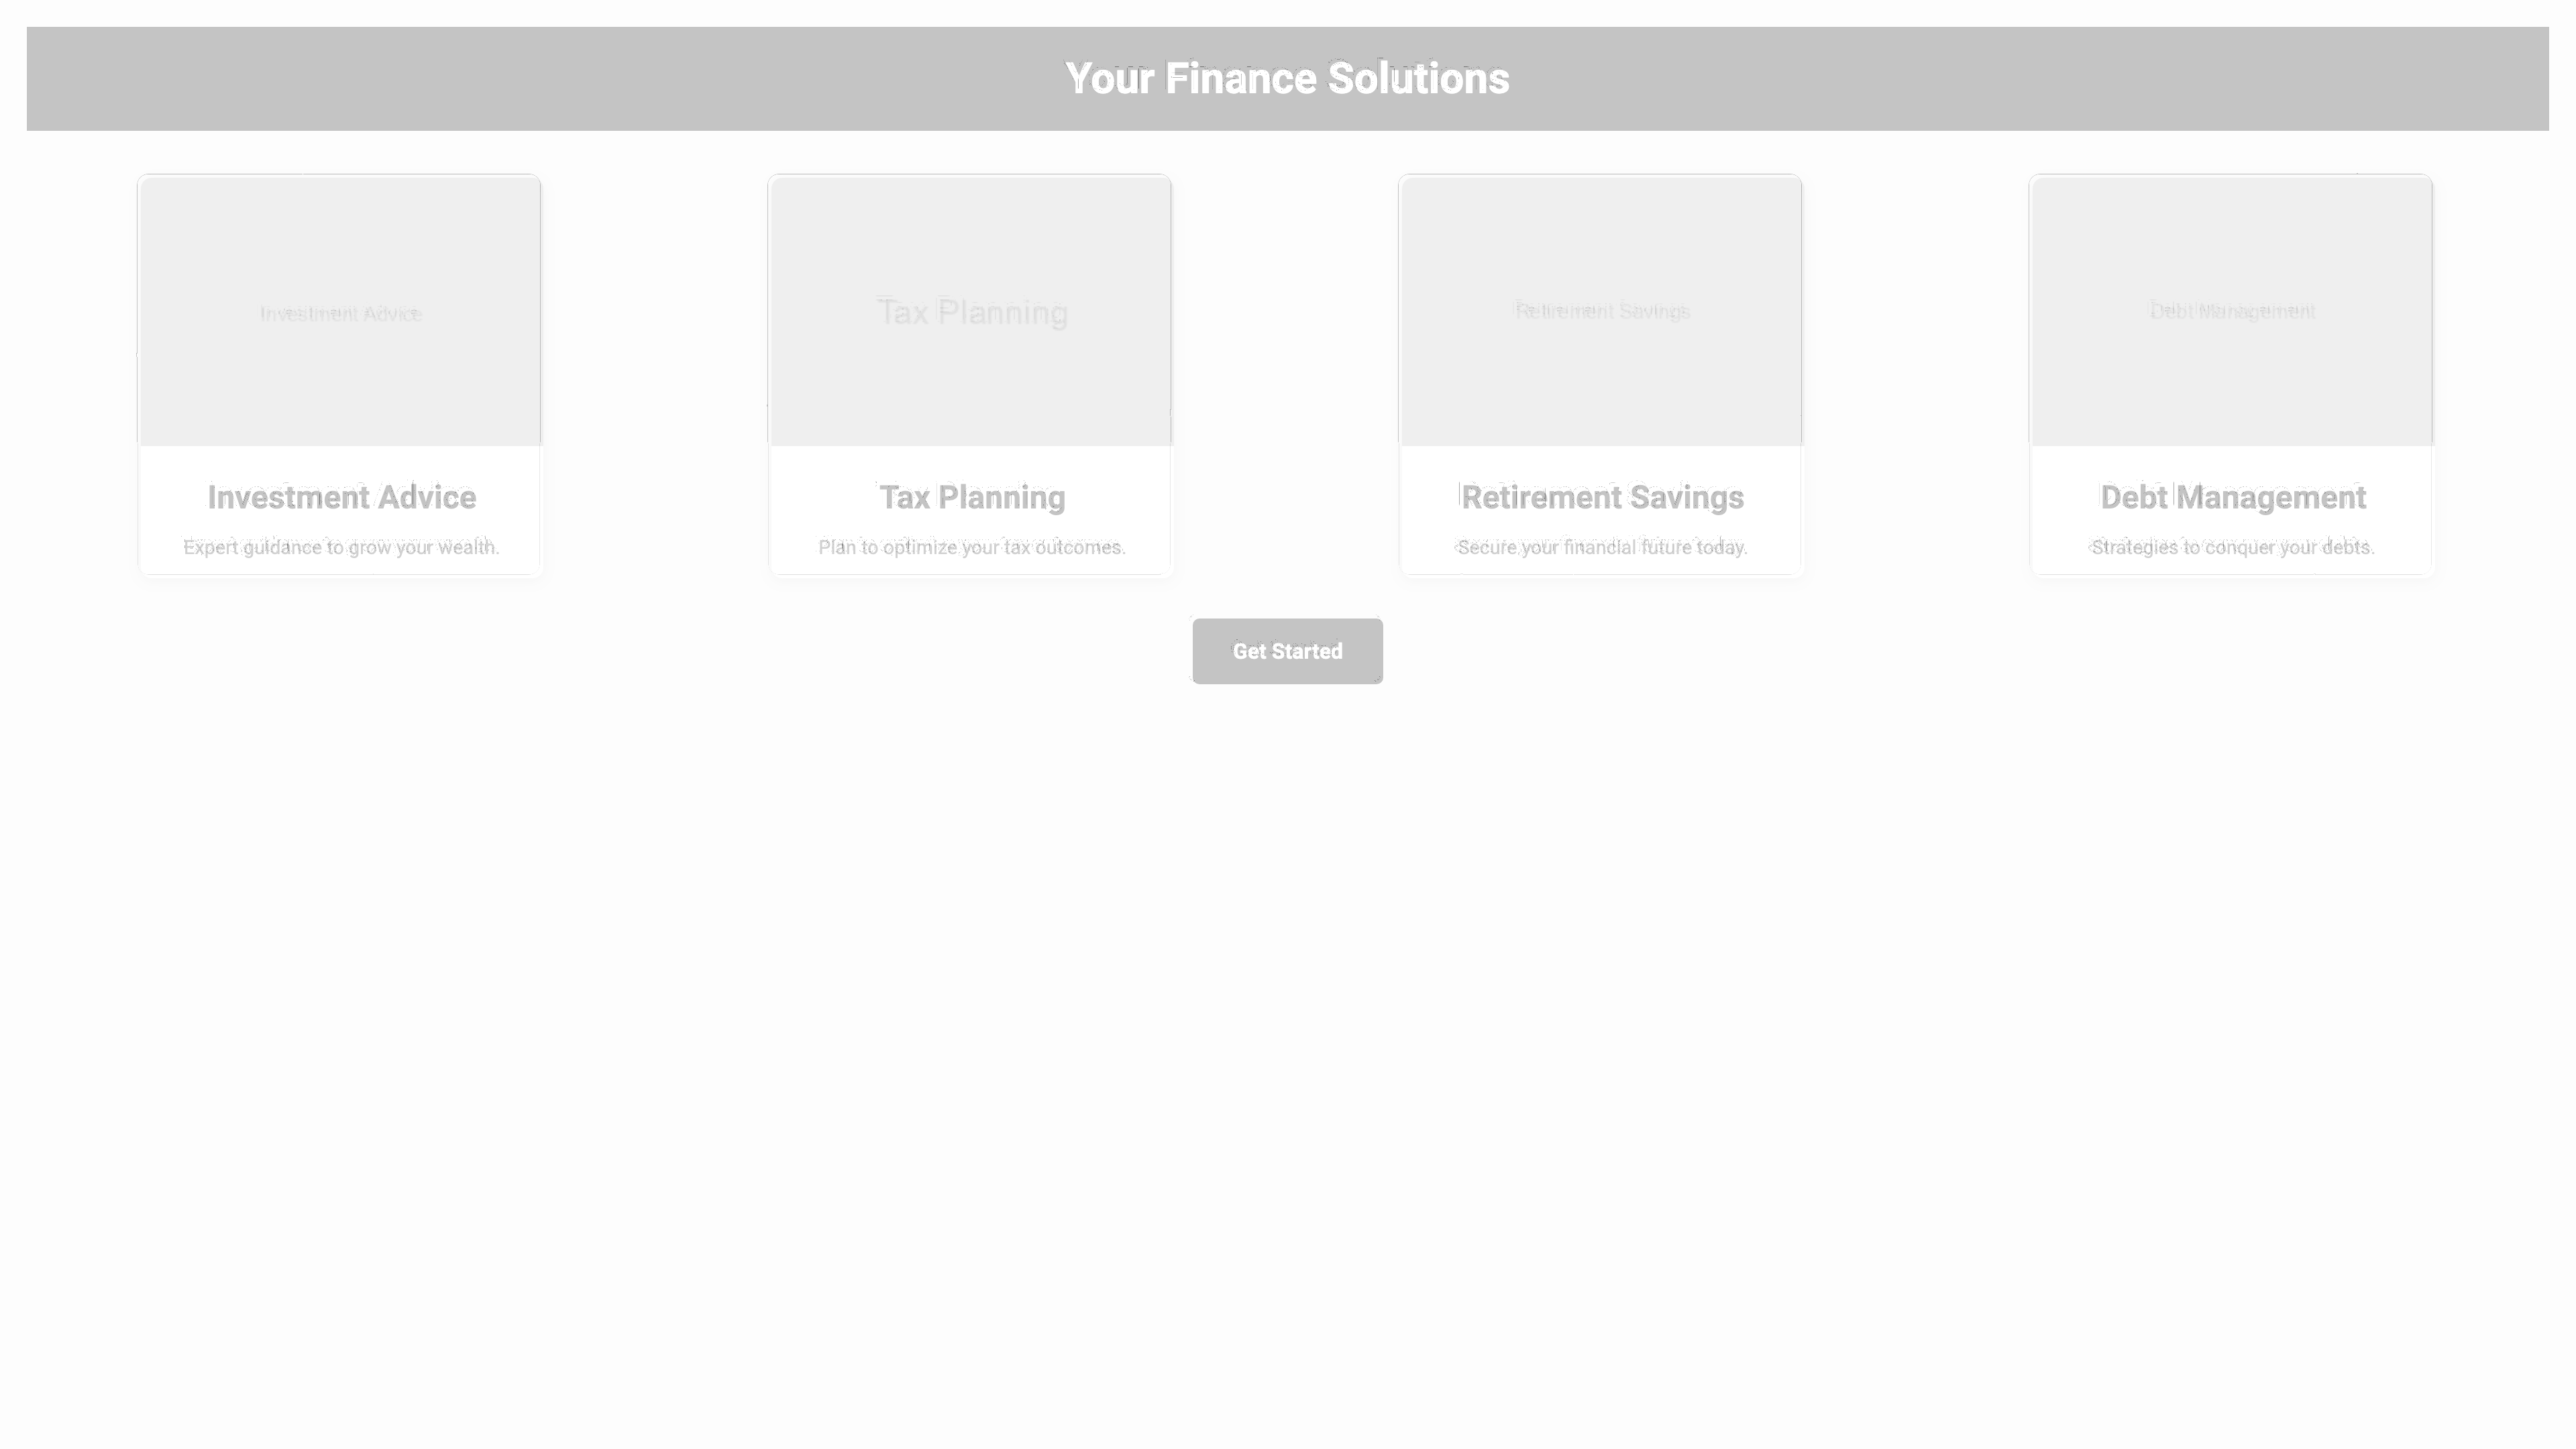 Your Finance Solutions
Investment Advice
Tax Planning
Retirement Savings
Debt Management
Investment Advice
Tax Planning
Retirement Savings
Debt Management
Expert guidance to grow your wealth.
Plan to optimize your tax outcomes.
Secure your financial future today.
Strategies to conquer your debts.
Get Started